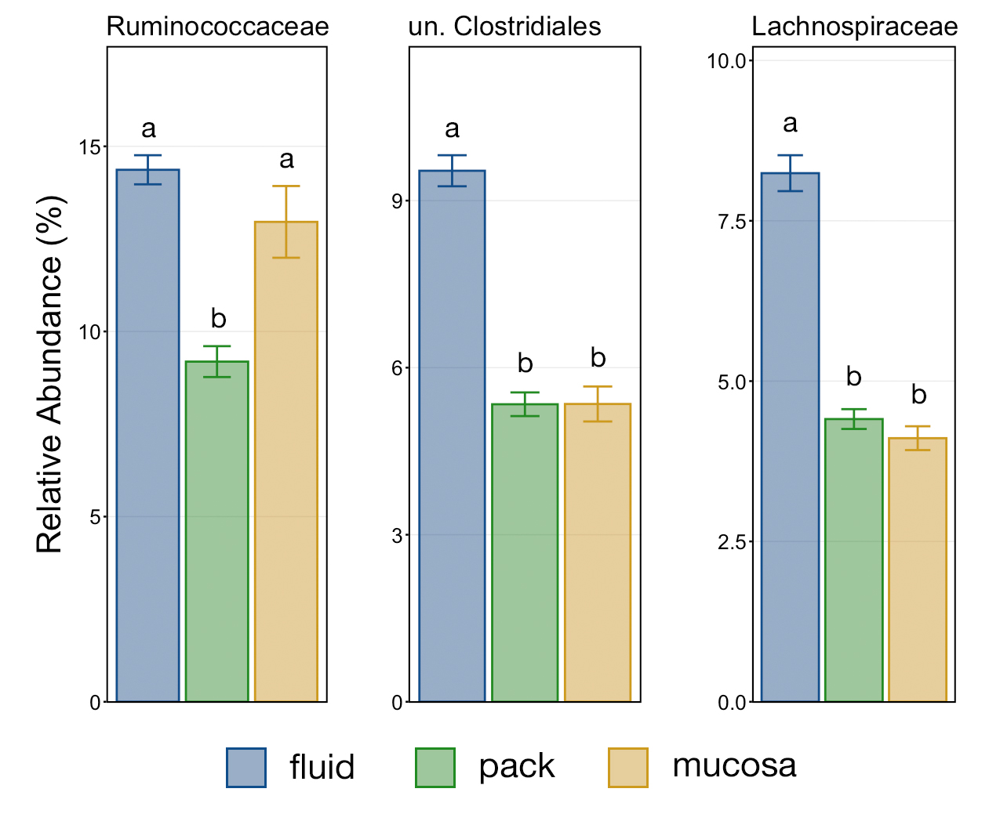 Ruminococcaceae un. Clostridiales Lachnospiraceae
Relative Abundance (%)
15
10
5
0
a
b
a
9
6
3
0
a
b
b
10.0
7.5
5.0
2.5
0.0
a
b
b
fluid pack mucosa